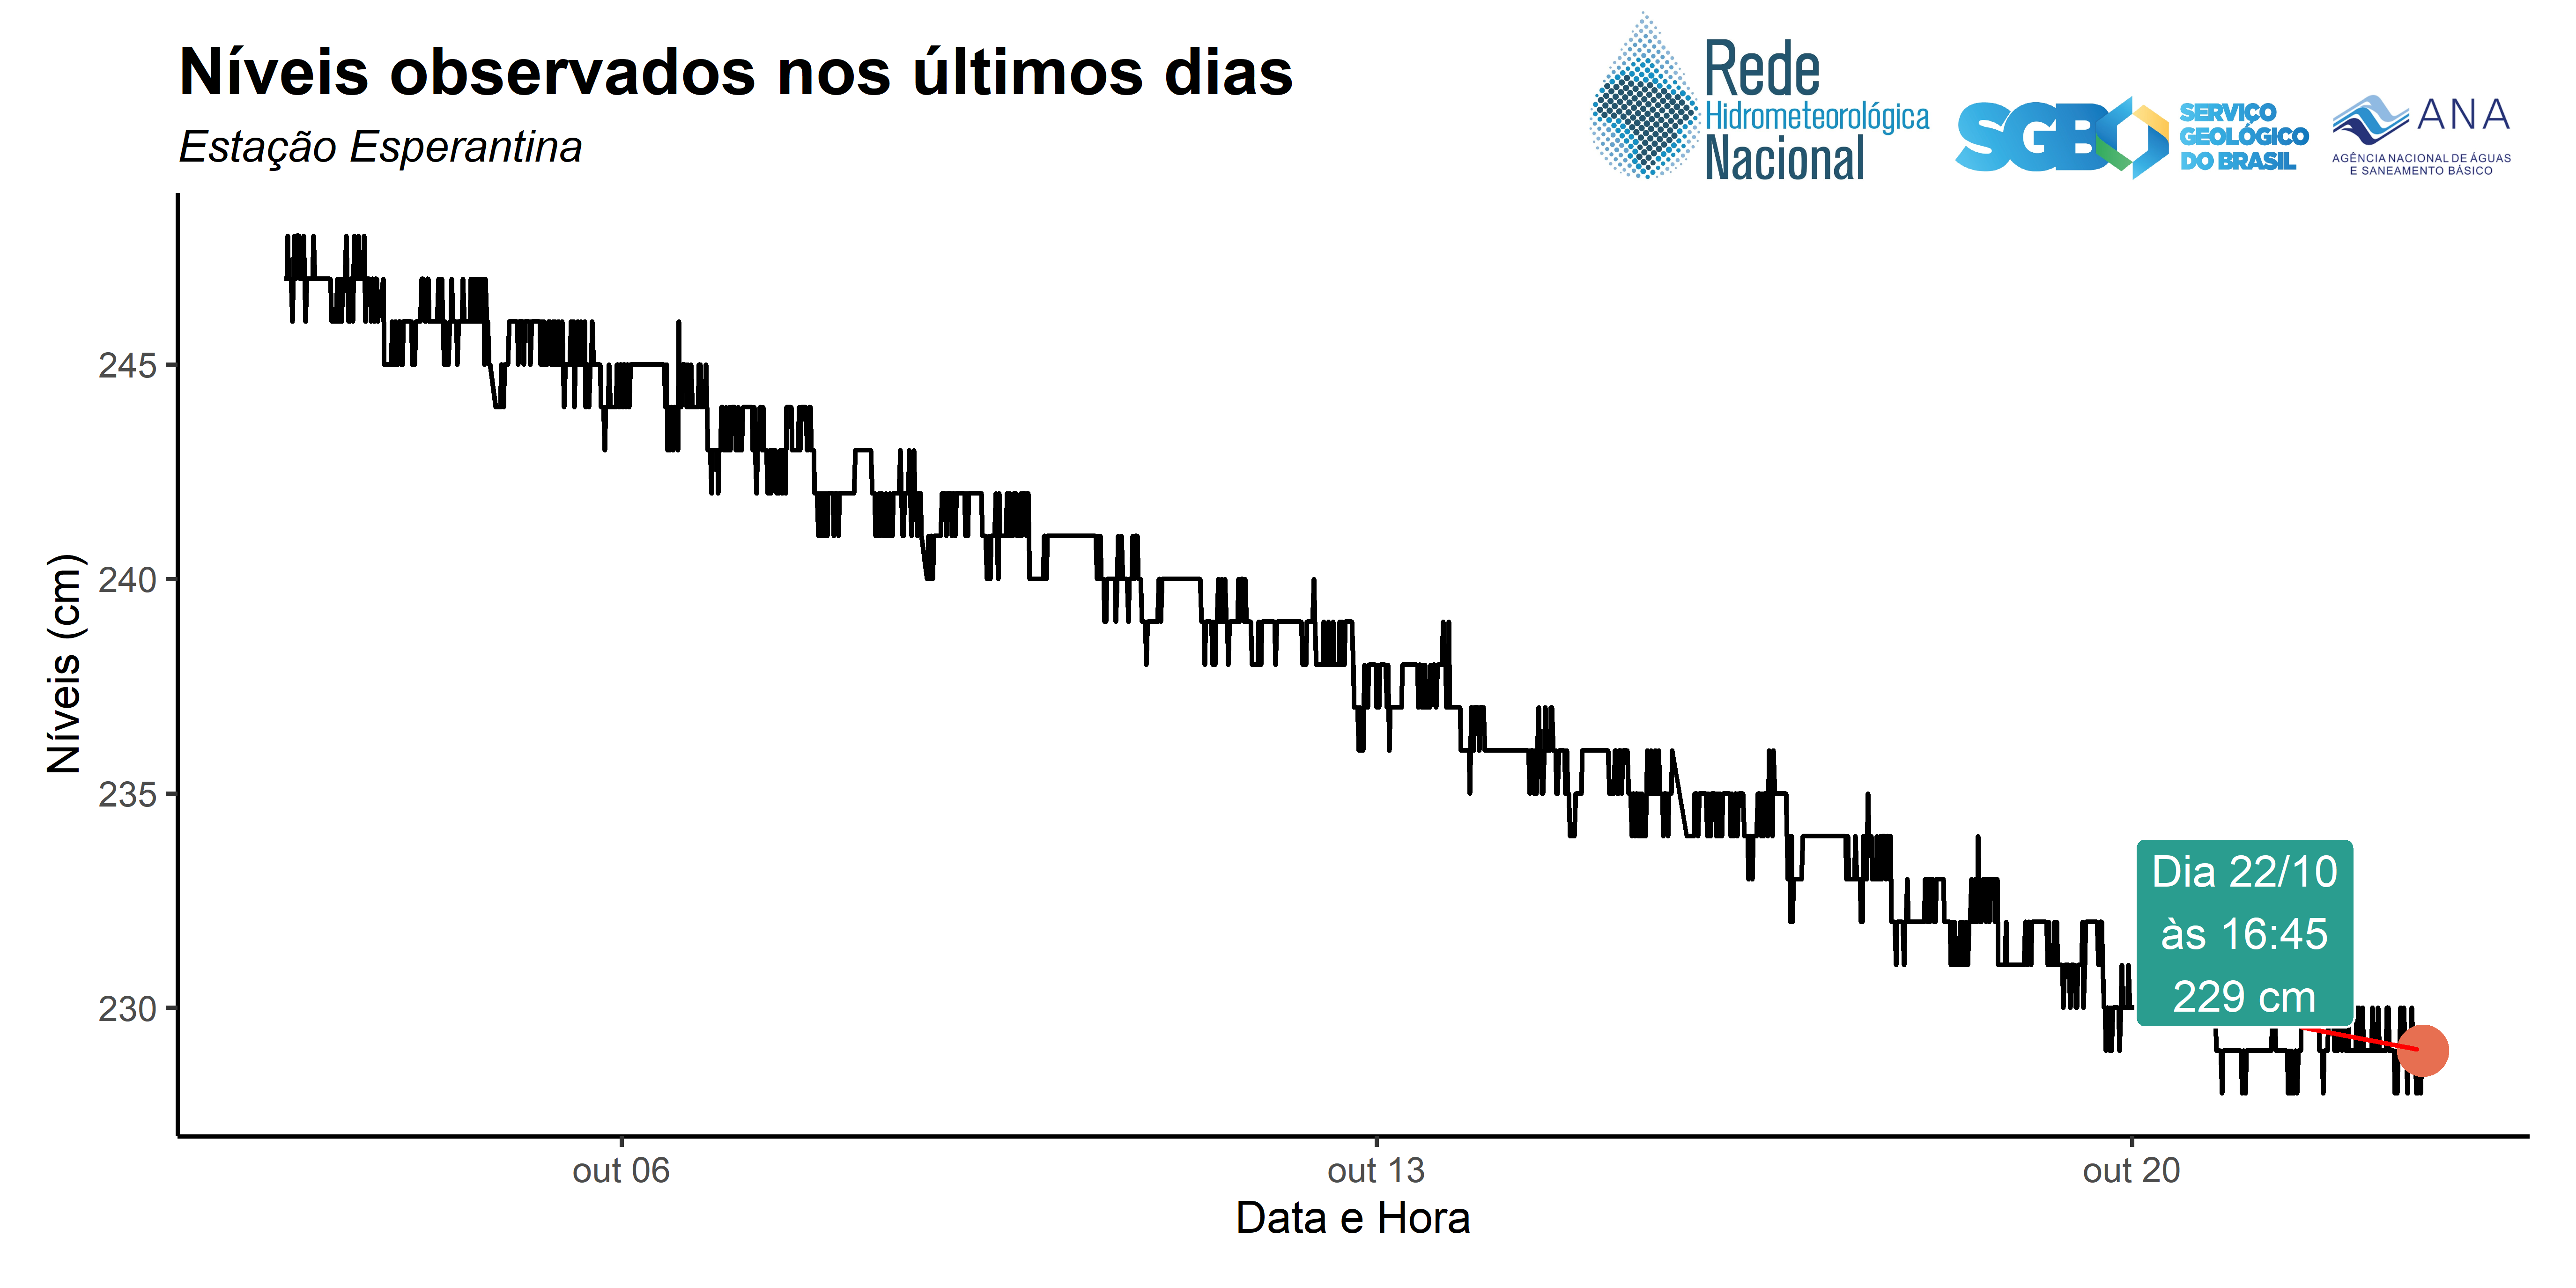 Níveis observados nos últimos dias
Estação Esperantina
Rede
Hidrometeorológica
Nacional
SGB
SERVIÇO
GEOLÓGICO
DO BRASIL
ANA
AGÊNCIA NACIONAL DE ÁGUAS
E SANEAMENTO BÁSICO
Níveis (cm)
245
240
235
230
Dia 22/10
às 16:45
229 cm
out 06
out 13
out 20
Data e Hora